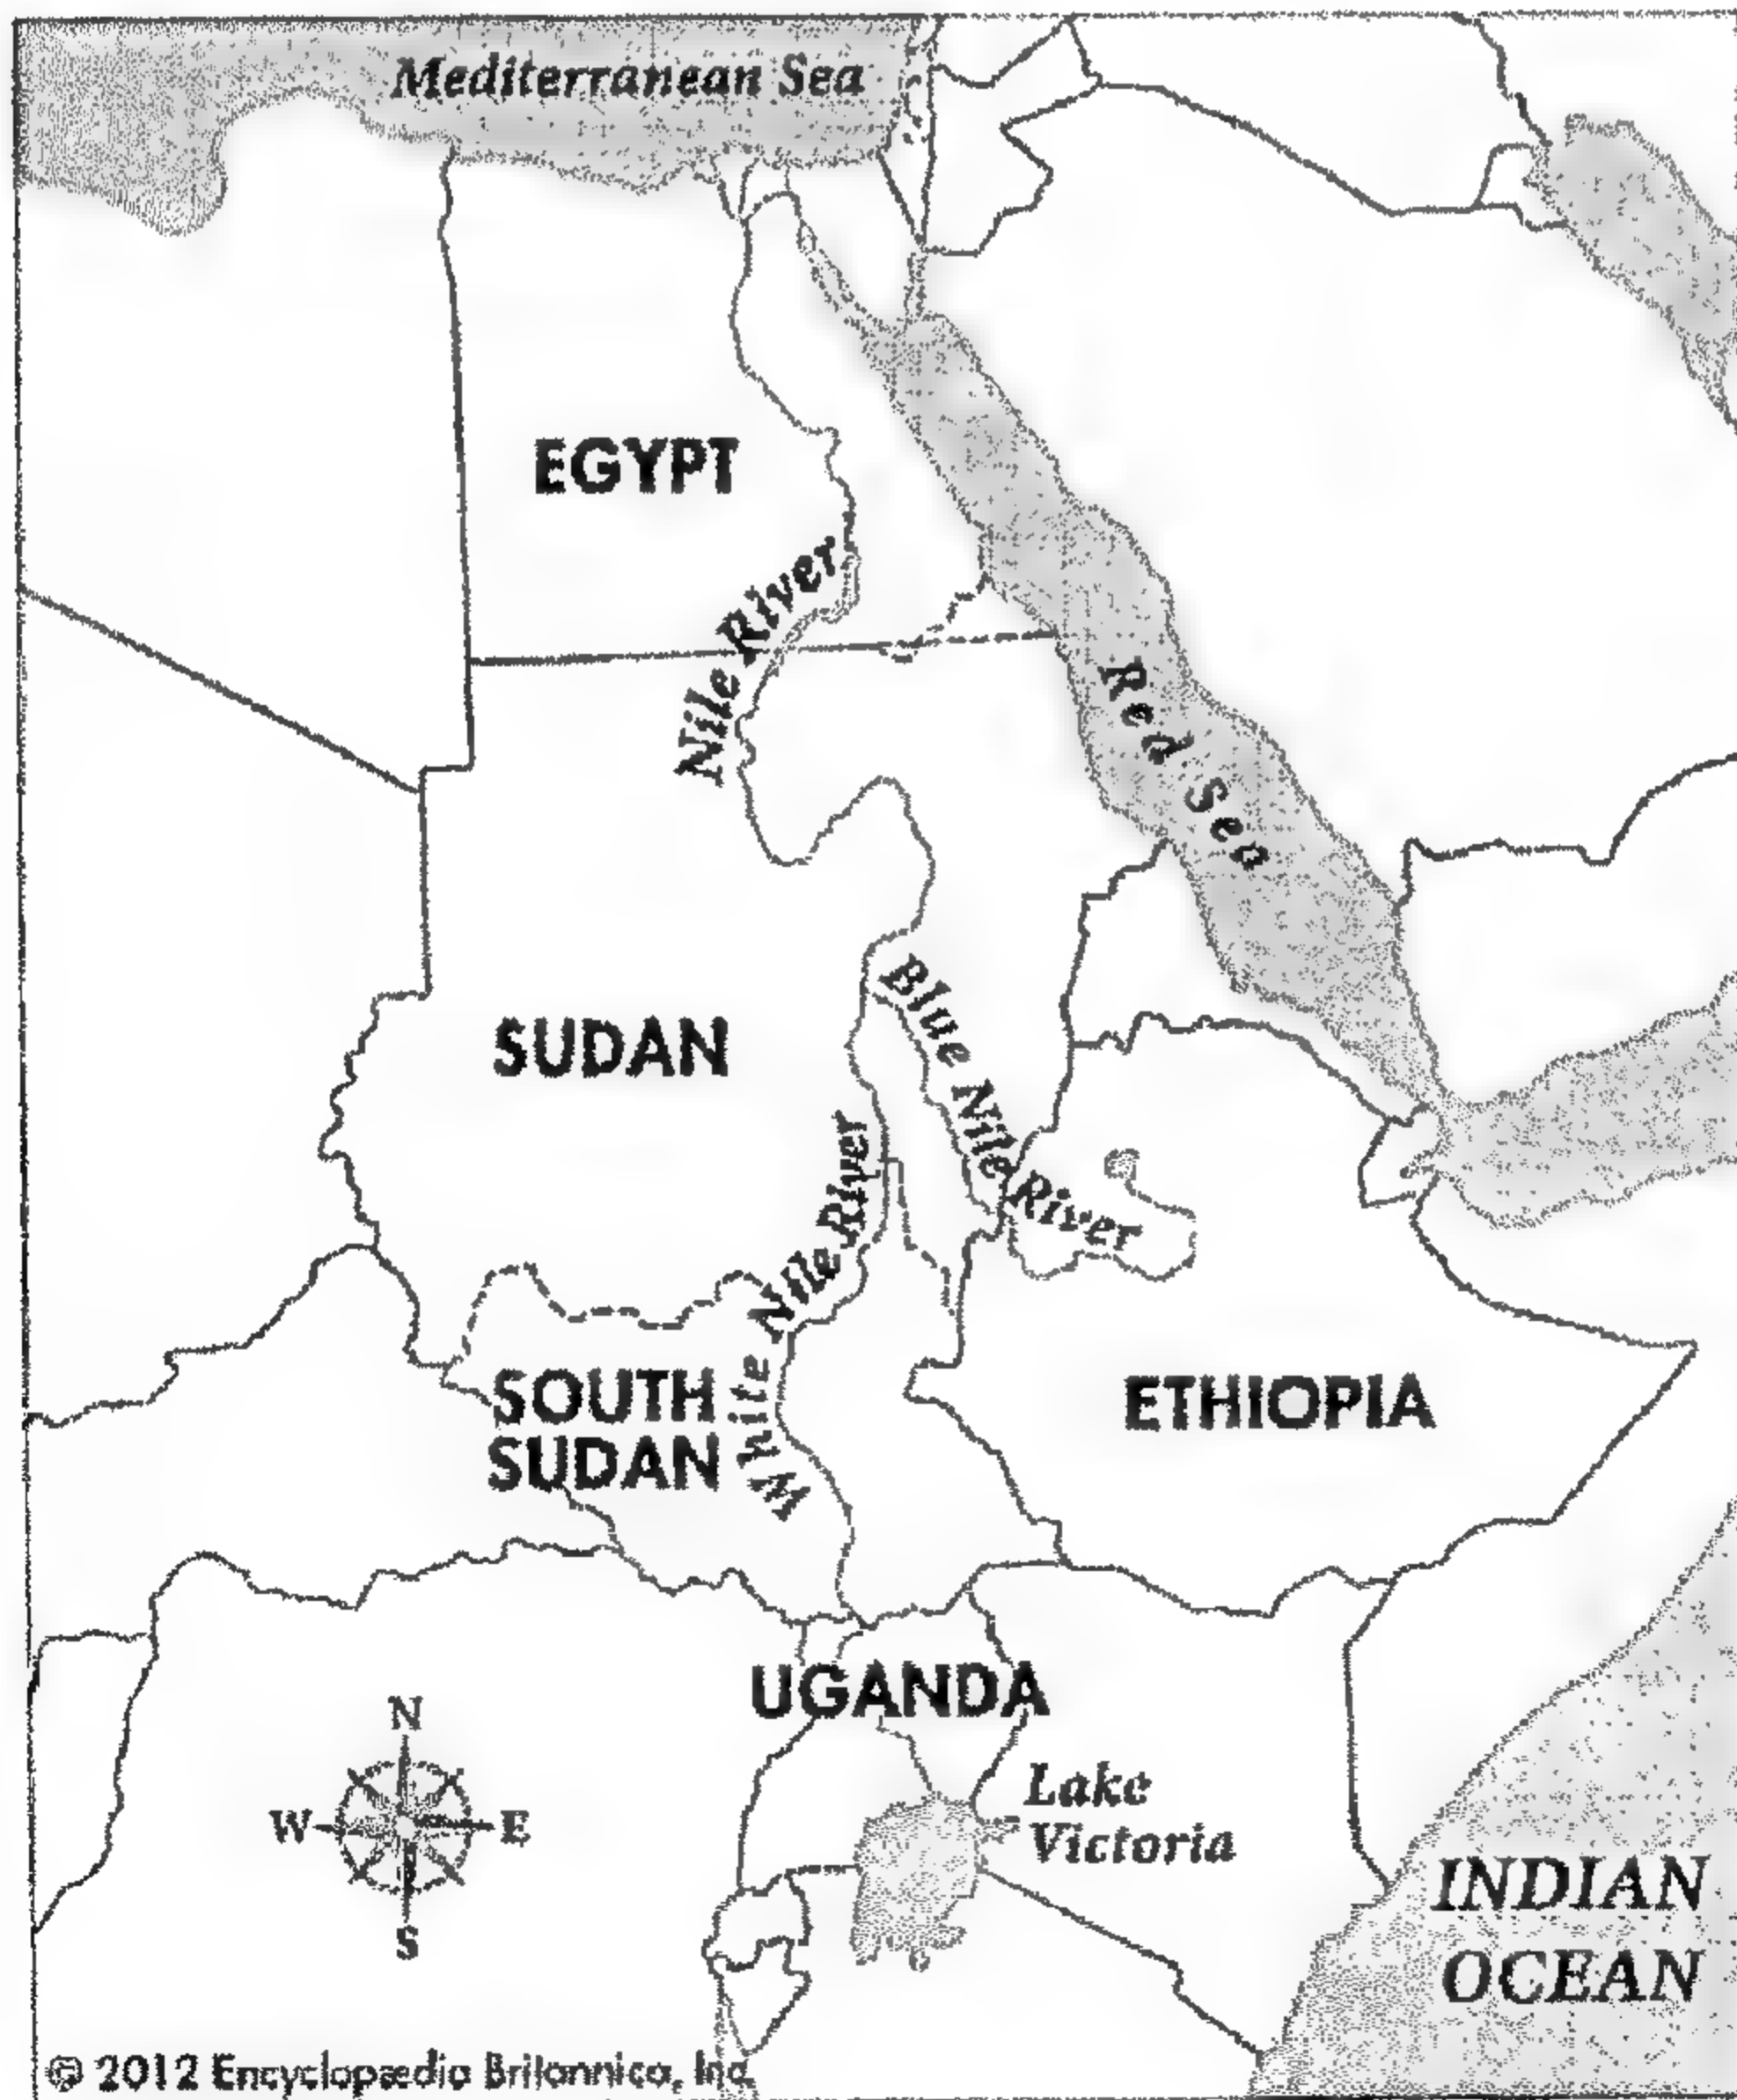 Mediterranean Sea
EGYPT
Nile River
Red Sea
SUDAN
Blue Nile River
White Nile River
SOUTH
SUDAN
ETHIOPIA
UGANDA
N
W
E
S
Lake
Victoria
INDIAN
OCEAN
© 2012 Encyclopædia Britannica, Inc.